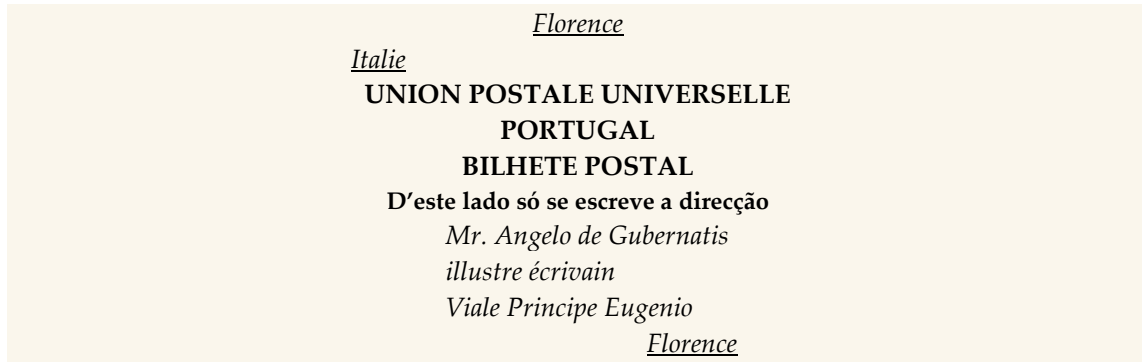 Florence
Italie
UNION POSTALE UNIVERSELLE
PORTUGAL
BILHETE POSTAL
D’este lado só se escreve a direcção
Mr. Angelo de Gubernatis
illustre écrivain
Viale Principe Eugenio
Florence